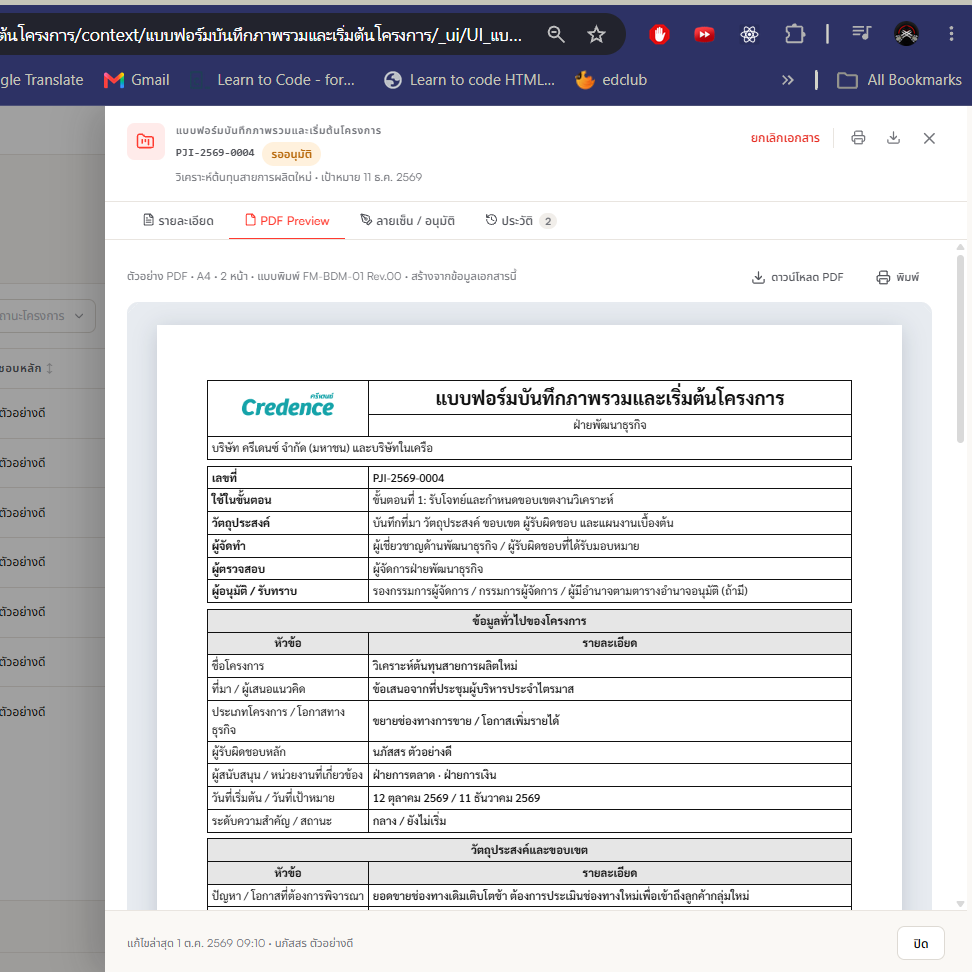 ต้นโครงการ/context/แบบฟอร์มบันทึกภาพรวมและเริ่มต้นโครงการ/_ui/UI_แบ...
gle Translate Gmail Learn to Code - for... Learn to code HTML... edclub All Bookmarks
แบบฟอร์มบันทึกภาพรวมและเริ่มต้นโครงการ
PJI-2569-0004 รออนุมัติ
วิเคราะห์ต้นทุนสายการผลิตใหม่ • เป้าหมาย 11 ธ.ค. 2569
ยกเลิกเอกสาร
รายละเอียด PDF Preview ลายเซ็น / อนุมัติ ประวัติ 2
ตัวอย่าง PDF • A4 • 2 หน้า • แบบพิมพ์ FM-BDM-01 Rev.00 • สร้างจากข้อมูลเอกสารนี้
ดาวน์โหลด PDF พิมพ์
ถานะโครงการ
ชอบหลัก
ตัวอย่างดี
ตัวอย่างดี
ตัวอย่างดี
ตัวอย่างดี
ตัวอย่างดี
ตัวอย่างดี
ตัวอย่างดี
ครีเดนซ์
Credence
แบบฟอร์มบันทึกภาพรวมและเริ่มต้นโครงการ
ฝ่ายพัฒนาธุรกิจ
บริษัท ครีเดนซ์ จำกัด (มหาชน) และบริษัทในเครือ
เลขที่ PJI-2569-0004
ใช้ในขั้นตอน ขั้นตอนที่ 1: รับโจทย์และกำหนดขอบเขตงานวิเคราะห์
วัตถุประสงค์ บันทึกที่มา วัตถุประสงค์ ขอบเขต ผู้รับผิดชอบ และแผนงานเบื้องต้น
ผู้จัดทำ ผู้เชี่ยวชาญด้านพัฒนาธุรกิจ / ผู้รับผิดชอบที่ได้รับมอบหมาย
ผู้ตรวจสอบ ผู้จัดการฝ่ายพัฒนาธุรกิจ
ผู้อนุมัติ / รับทราบ รองกรรมการผู้จัดการ / กรรมการผู้จัดการ / ผู้มีอำนาจตามตารางอำนาจอนุมัติ (ถ้ามี)
ข้อมูลทั่วไปของโครงการ
หัวข้อ รายละเอียด
ชื่อโครงการ วิเคราะห์ต้นทุนสายการผลิตใหม่
ที่มา / ผู้เสนอแนวคิด ข้อเสนอจากที่ประชุมผู้บริหารประจำไตรมาส
ประเภทโครงการ / โอกาสทาง
ธุรกิจ ขยายช่องทางการขาย / โอกาสเพิ่มรายได้
ผู้รับผิดชอบหลัก นภัสสร ตัวอย่างดี
ผู้สนับสนุน / หน่วยงานที่เกี่ยวข้อง ฝ่ายการตลาด · ฝ่ายการเงิน
วันที่เริ่มต้น / วันที่เป้าหมาย 12 ตุลาคม 2569 / 11 ธันวาคม 2569
ระดับความสำคัญ / สถานะ กลาง / ยังไม่เริ่ม
วัตถุประสงค์และขอบเขต
หัวข้อ รายละเอียด
ปัญหา / โอกาสที่ต้องการพิจารณา ยอดขายช่องทางเดิมเติบโตช้า ต้องการประเมินช่องทางใหม่เพื่อเข้าถึงลูกค้ากลุ่มใหม่
แก้ไขล่าสุด 1 ต.ค. 2569 09:10 • นภัสสร ตัวอย่างดี
ปิด